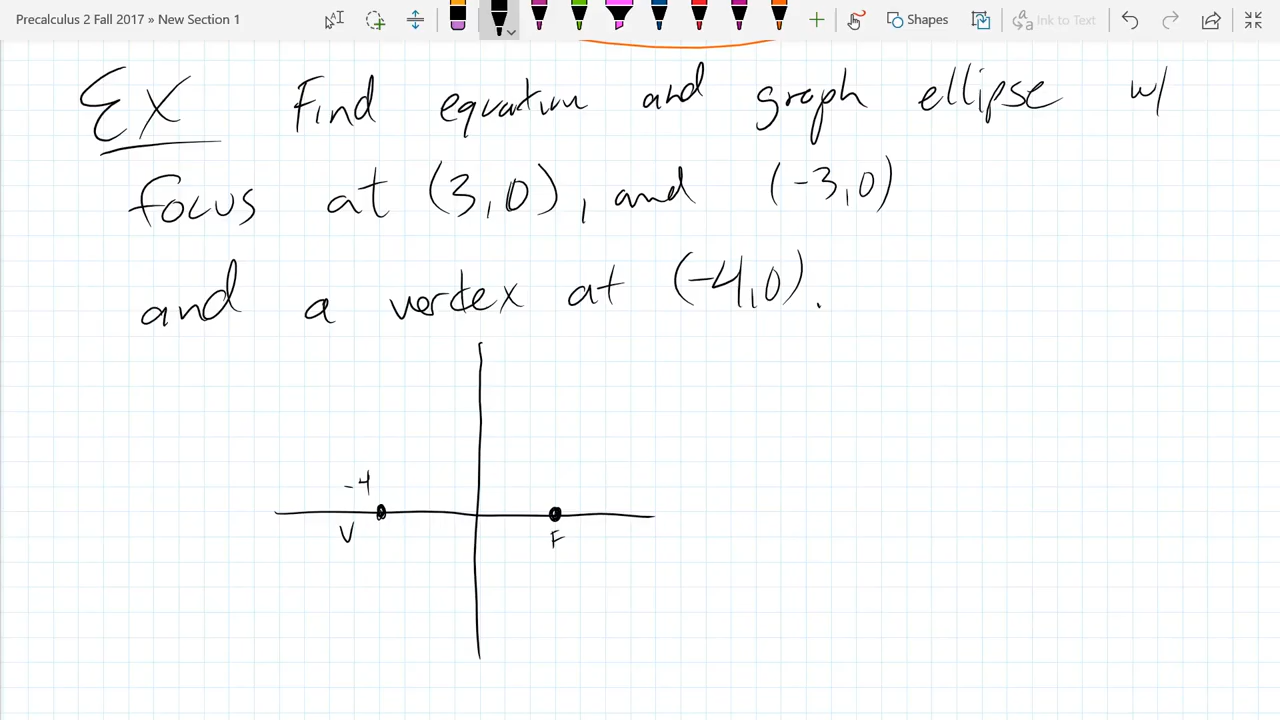 Precalculus 2 Fall 2017 » New Section 1
Shapes
Ink to Text
EX Find equation and graph ellipse w/
focus at (3,0), and (-3,0)
and a vertex at (-4,0).
-4
V
F